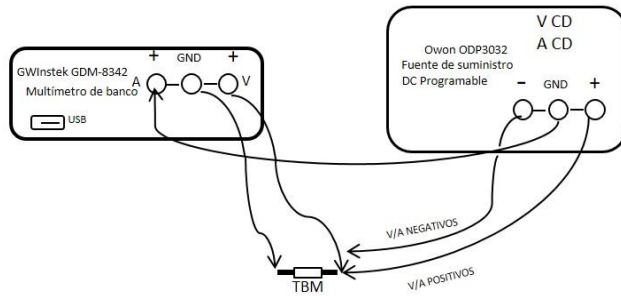 GWInstek GDM-8342
Multímetro de banco
USB
+ GND +
A V
V CD
A CD
Owon ODP3032
Fuente de suministro
DC Programable
- GND +
V/A NEGATIVOS
V/A POSITIVOS
TBM